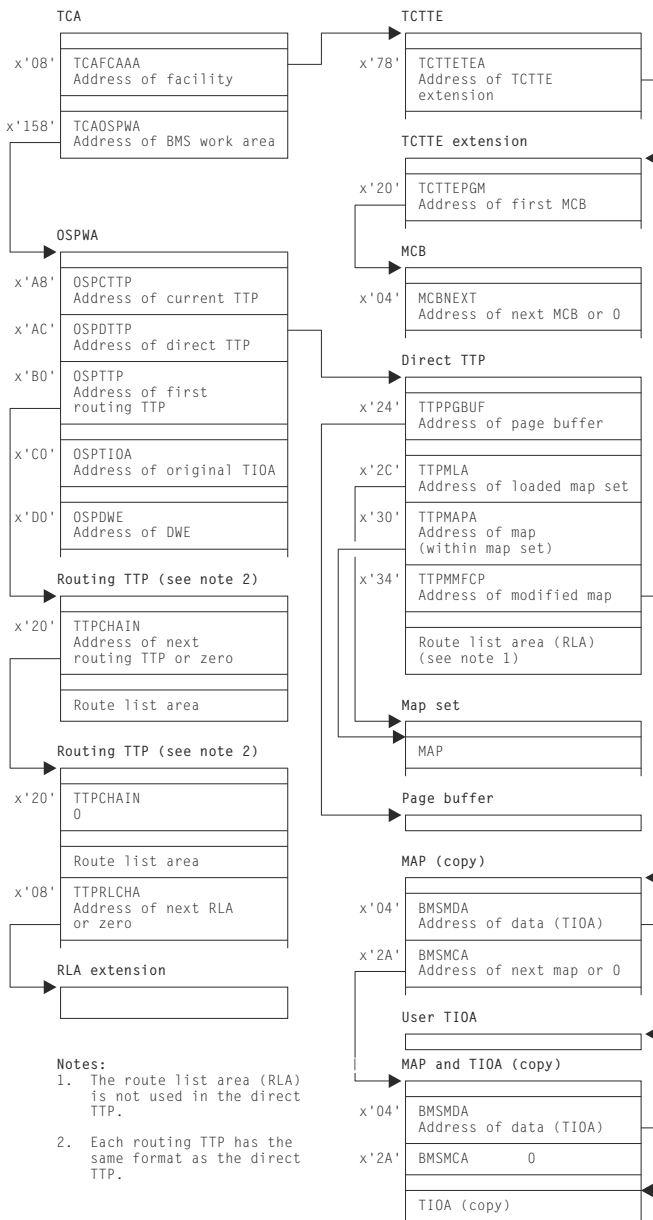 TCA
x'08' TCAFCAAA
Address of facility
x'158' TCAOSPWA
Address of BMS work area
OSPWA
x'A8' OSPCTTP
Address of current TTP
x'AC' OSPDTTP
Address of direct TTP
x'B0' OSPTTP
Address of first
routing TTP
x'C0' OSPTIOA
Address of original TIOA
x'D0' OSPDWE
Address of DWE
Routing TTP (see note 2)
x'20' TTPCHAIN
Address of next
routing TTP or zero
Route list area
Routing TTP (see note 2)
x'20' TTPCHAIN
0
Route list area
x'08' TTPRLCHA
Address of next RLA
or zero
RLA extension
Notes:
1. The route list area (RLA)
is not used in the direct
TTP.
2. Each routing TTP has the
same format as the direct
TTP.
TCTTE
x'78' TCTTETEA
Address of TCTTE
extension
TCTTE extension
x'20' TCTTEPGM
Address of first MCB
MCB
x'04' MCBNEXT
Address of next MCB or 0
Direct TTP
x'24' TTPPGBUF
Address of page buffer
x'2C' TTPMLA
Address of loaded map set
x'30' TTPMAPA
Address of map
(within map set)
x'34' TTPMMFCP
Address of modified map
Route list area (RLA)
(see note 1)
Map set
MAP
Page buffer
MAP (copy)
x'04' BMSMDA
Address of data (TIOA)
x'2A' BMSMCA
Address of next map or 0
User TIOA
MAP and TIOA (copy)
x'04' BMSMDA
Address of data (TIOA)
x'2A' BMSMCA 0
TIOA (copy)